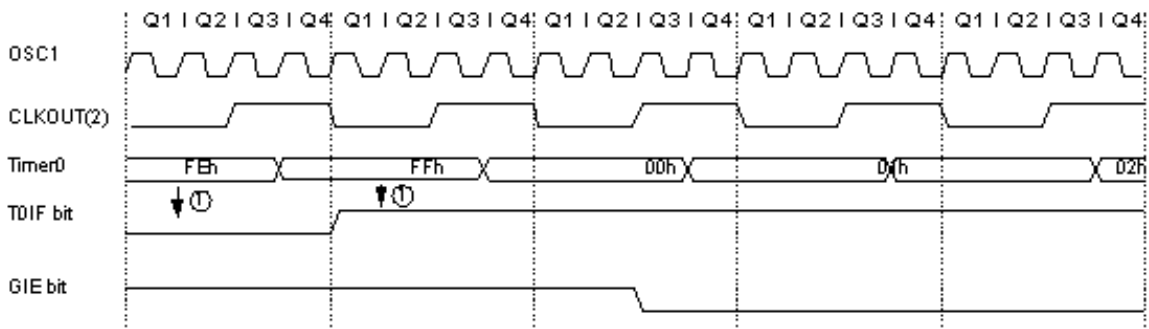 Q1 | Q2 | Q3 | Q4 Q1 | Q2 | Q3 | Q4 Q1 | Q2 | Q3 | Q4 Q1 | Q2 | Q3 | Q4 Q1 | Q2 | Q3 | Q4
OSC1
CLKOUT(2)
Timer0 FEh FFh 00h 02h
1 1
T0IF bit
GIE bit